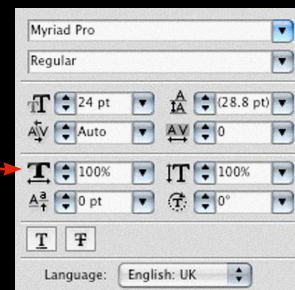 Myriad Pro
Regular
24 pt (28.8 pt)
Auto 0
100% 100%
0 pt 0°
T T
Language: English: UK